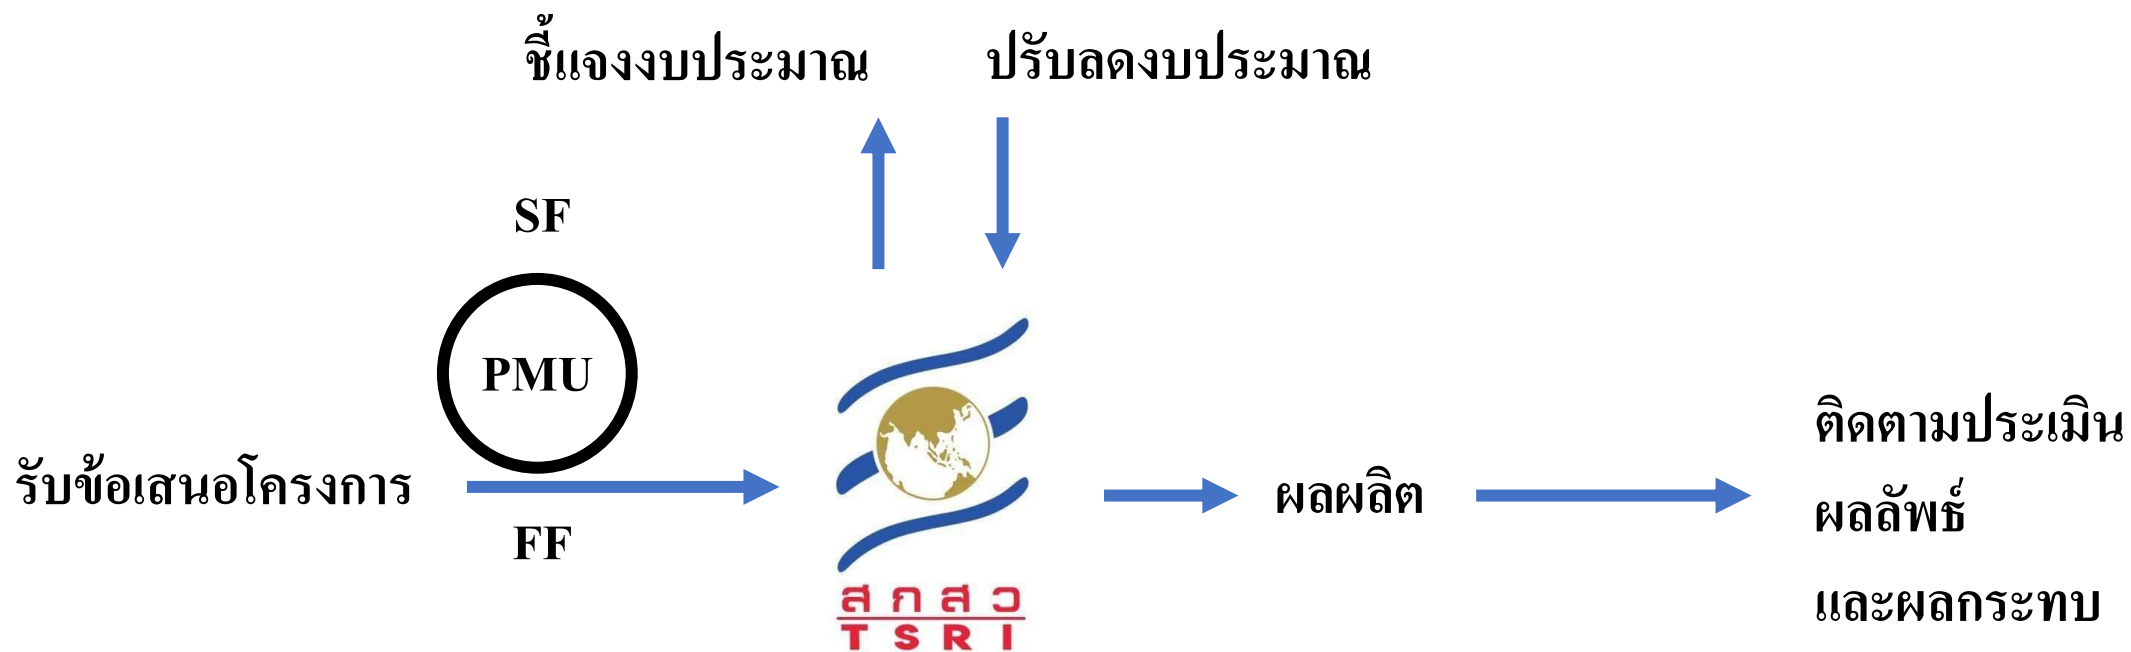 ชี้แจงงบประมาณ
ปรับลดงบประมาณ
SF
PMU
รับข้อเสนอโครงการ
FF
สกสว
TSRI
ผลผลิต
ติดตามประเมิน
ผลลัพธ์
และผลกระทบ